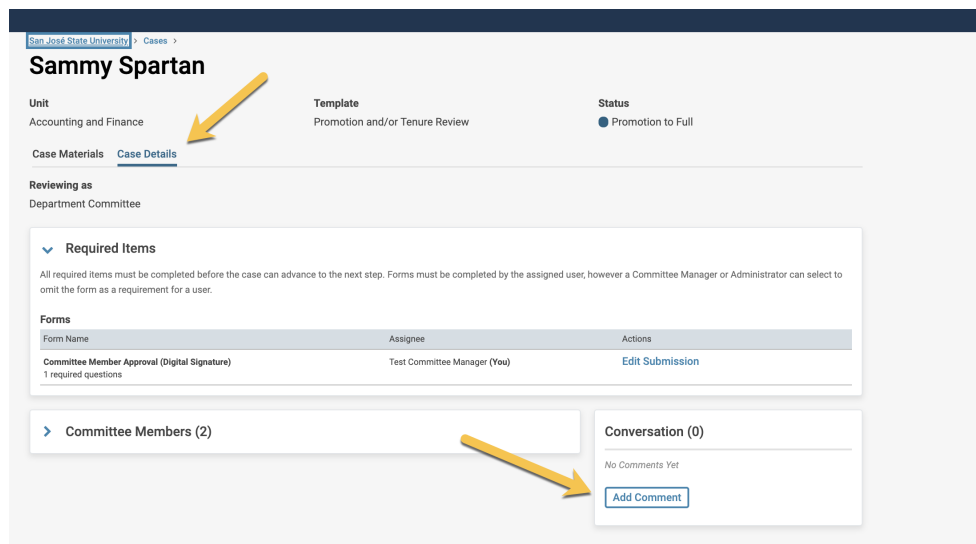 San José State University > Cases >
Sammy Spartan
Unit
Accounting and Finance
Template
Promotion and/or Tenure Review
Status
Promotion to Full
Case Materials Case Details
Reviewing as
Department Committee
Required Items
All required items must be completed before the case can advance to the next step. Forms must be completed by the assigned user, however a Committee Manager or Administrator can select to
omit the form as a requirement for a user.
Forms
Form Name Assignee Actions
Committee Member Approval (Digital Signature) Test Committee Manager (You) Edit Submission
1 required questions
Committee Members (2)
Conversation (0)
No Comments Yet
Add Comment